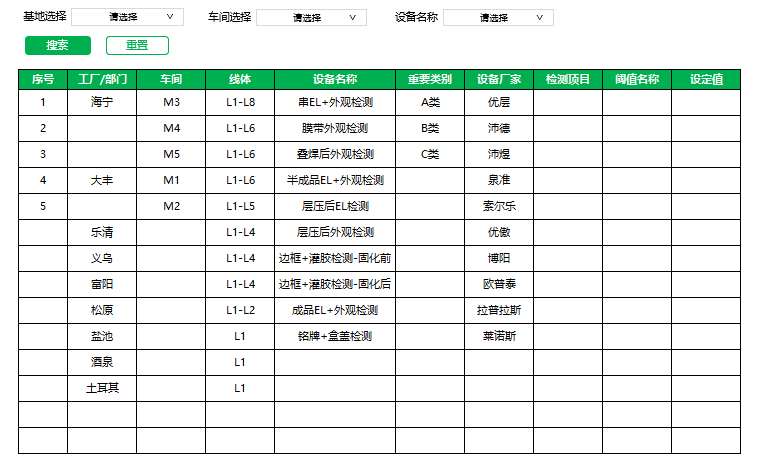 基地选择 请选择 ∨ 车间选择 请选择 ∨ 设备名称 请选择 ∨
搜索 重置
序号 工厂/部门 车间 线体 设备名称 重要类别 设备厂家 检测项目 阈值名称 设定值
1 海宁 M3 L1-L8 串EL+外观检测 A类 优层
2 M4 L1-L6 膜带外观检测 B类 沛德
3 M5 L1-L6 叠焊后外观检测 C类 沛煜
4 大丰 M1 L1-L6 半成品EL+外观检测 泉准
5 M2 L1-L5 层压后EL检测 索尔乐
乐清 L1-L4 层压后外观检测 优傲
义乌 L1-L4 边框+灌胶检测-固化前 博阳
富阳 L1-L4 边框+灌胶检测-固化后 欧普泰
松原 L1-L2 成品EL+外观检测 拉普拉斯
盐池 L1 铭牌+盒盖检测 莱诺斯
酒泉 L1
土耳其 L1